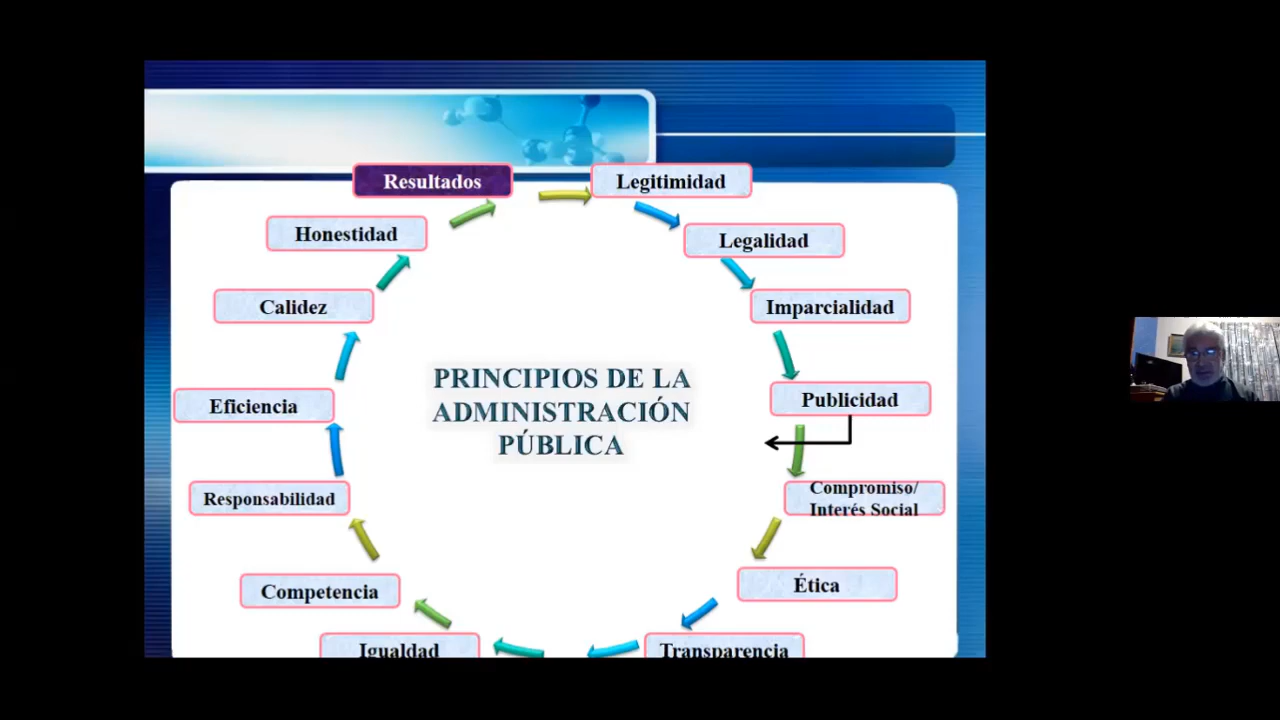 Resultados
Legitimidad
Honestidad
Legalidad
Calidez
Imparcialidad
PRINCIPIOS DE LA
ADMINISTRACIÓN
PÚBLICA
Eficiencia
Publicidad
Responsabilidad
Compromiso/
Interés Social
Competencia
Ética
Igualdad
Transparencia